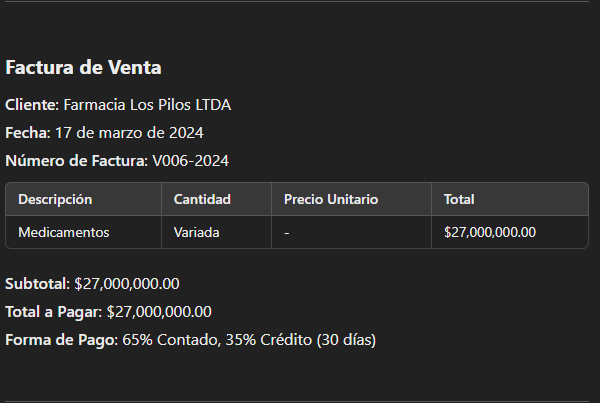 Factura de Venta
Cliente: Farmacia Los Pilos LTDA
Fecha: 17 de marzo de 2024
Número de Factura: V006-2024
Descripción Cantidad Precio Unitario Total
Medicamentos Variada - $27,000,000.00
Subtotal: $27,000,000.00
Total a Pagar: $27,000,000.00
Forma de Pago: 65% Contado, 35% Crédito (30 días)